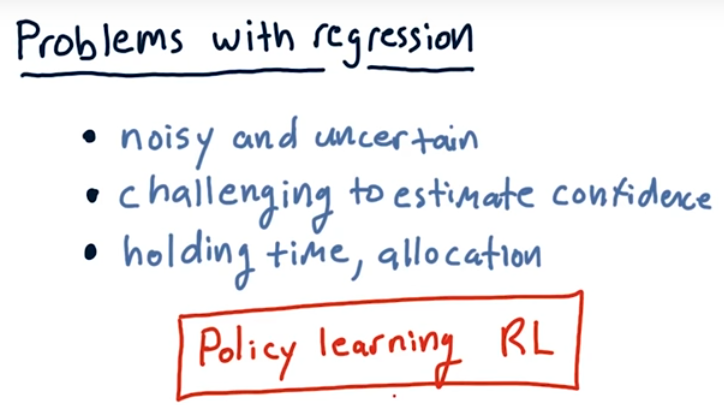 Problems with regression
• noisy and uncertain
• challenging to estimate confidence
• holding time, allocation
Policy learning RL